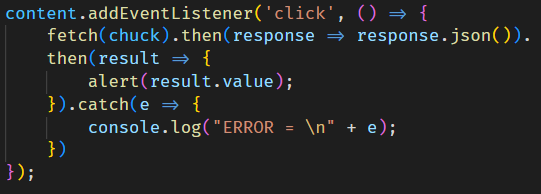 content.addEventListener('click', () => {
    fetch(chuck).then(response => response.json()).
    then(result => {
        alert(result.value);
    }).catch(e => {
        console.log("ERROR = \n" + e);
    })
});